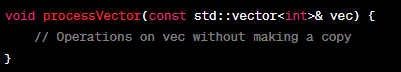 void processVector(const std::vector<int>& vec) {
    // Operations on vec without making a copy
}